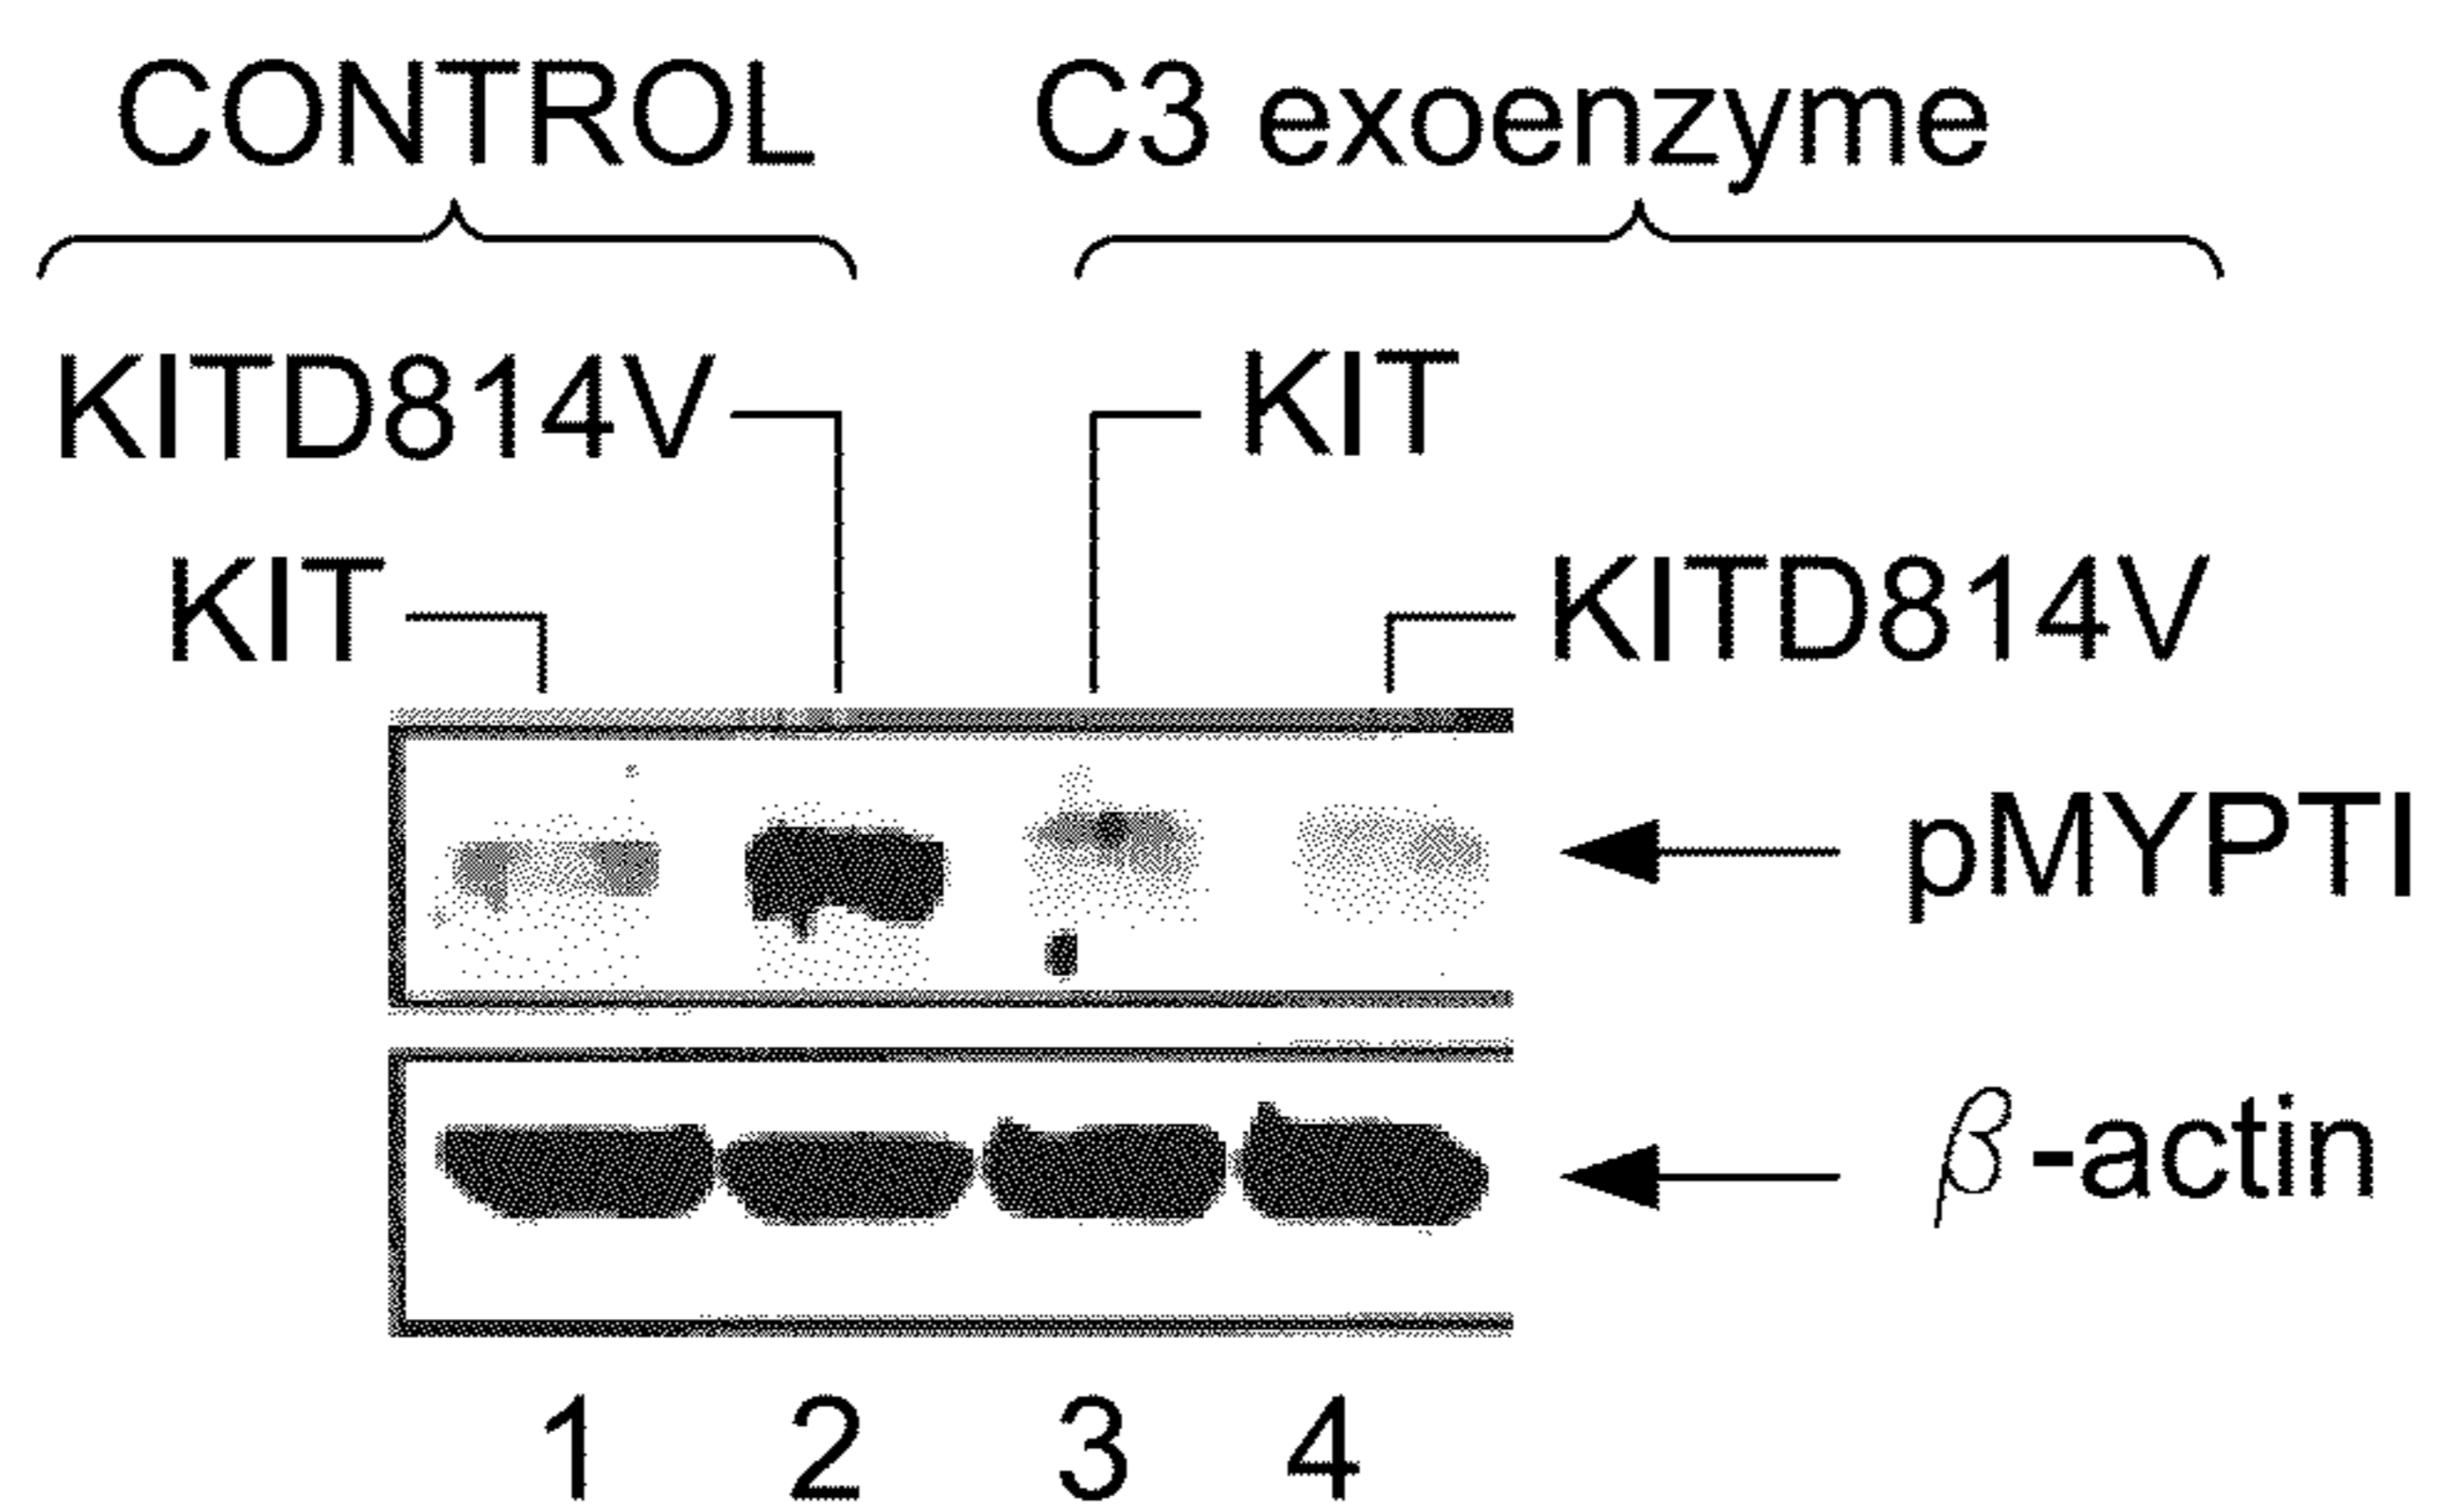 CONTROL C3 exoenzyme
KITD814V KIT
KIT KITD814V
pMYPTI
β-actin
1 2 3 4